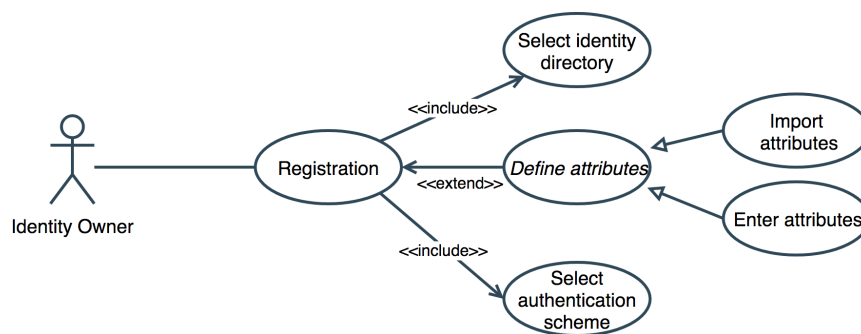 Select identity
directory
<<include>>
Import
attributes
Registration
Define attributes
<<extend>>
Identity Owner
Enter attributes
<<include>>
Select
authentication
scheme